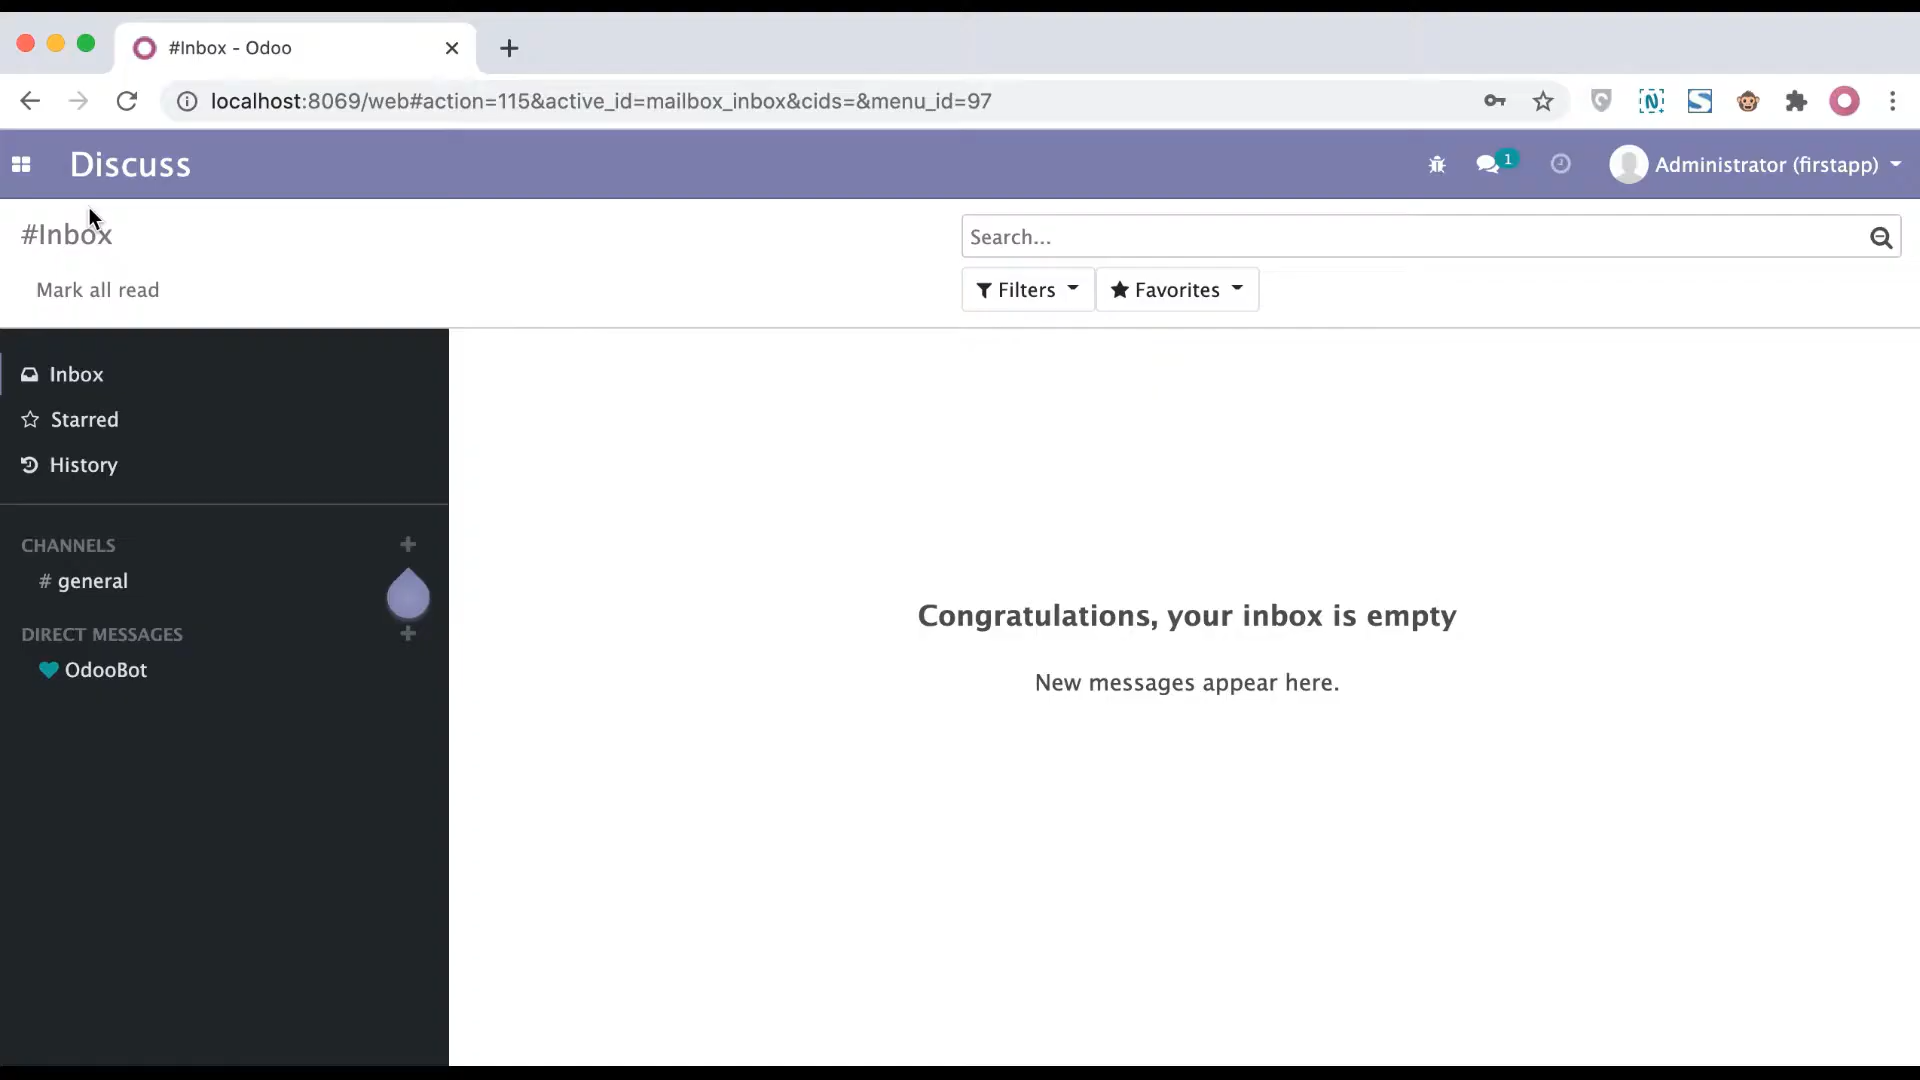 #Inbox - Odoo
localhost:8069/web#action=115&active_id=mailbox_inbox&cids=&menu_id=97
Discuss
1
Administrator (firstapp)
#Inbox
Search...
Mark all read
Filters
Favorites
Inbox
Starred
History
CHANNELS
# general
DIRECT MESSAGES
OdooBot
Congratulations, your inbox is empty
New messages appear here.